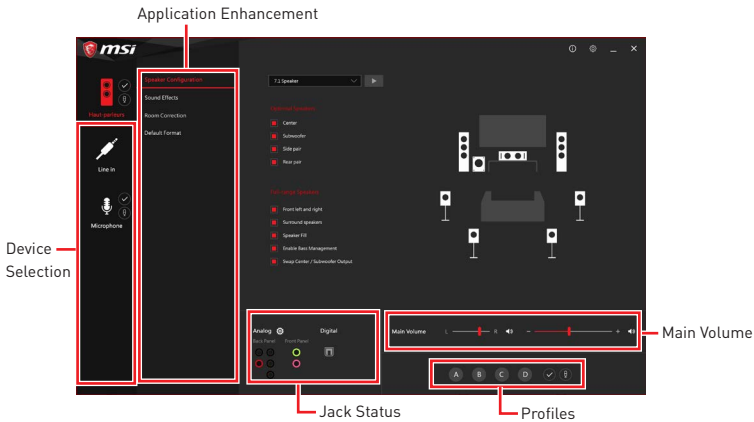 Application Enhancement
msi
Speaker Configuration
Sound Effects
Room Correction
Default Format
Haut-parleurs
Line in
Microphone
7.1 Speaker
Optional Speakers
Center
Subwoofer
Side pair
Rear pair
Full-range Speakers
Front left and right
Surround speakers
Speaker Fill
Enable Bass Management
Swap Center / Subwoofer Output
Device
Selection
Analog
Digital
Back Panel
Front Panel
Main Volume
L
R
-
+
A
B
C
D
Main Volume
Jack Status
Profiles